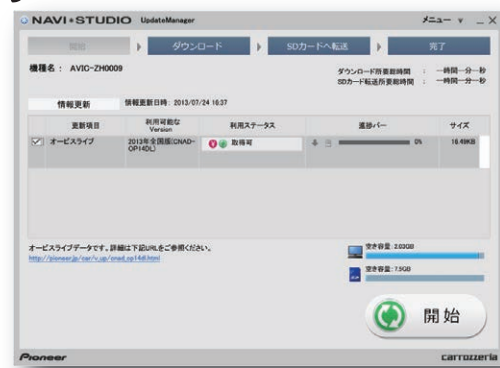 NAVI*STUDIO UpdateManager メニュー
開始 ダウンロード SDカードへ転送 完了
機種名 : AVIC-ZH0009
ダウンロード所要総時間 : --時間--分--秒
SDカード転送所要総時間 : --時間--分--秒
情報更新 情報更新日時: 2013/07/24 16:37
更新項目 利用可能な Version 利用ステータス 進捗バー サイズ
オービスライブ 2013年全国版(CNAD-OP14DL) 取得可 0% 16.49KB
オービスライブデータです。詳細は下記URLをご参照ください。
http://pioneer.jp/car/v_up/cnad_op14dl.html
空き容量: 203GB
空き容量: 7.5GB
開始
Pioneer carrozzeria